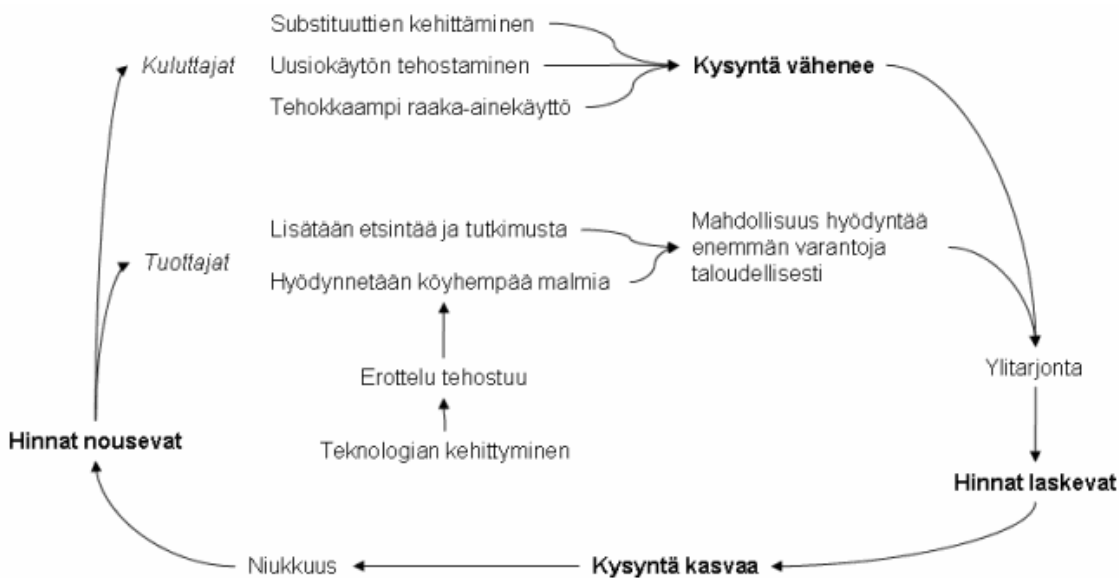 Substituuttien kehittäminen
Kuluttajat
Uusiokäytön tehostaminen
Kysyntä vähenee
Tehokkaampi raaka-ainekäyttö
Lisätään etsintää ja tutkimusta
Mahdollisuus hyödyntää
enemmän varantoja
taloudellisesti
Tuottajat
Hyödynnetään köyhempää malmia
Ylitarjonta
Erottelu tehostuu
Hinnat nousevat
Teknologian kehittyminen
Hinnat laskevat
Niukkuus
Kysyntä kasvaa